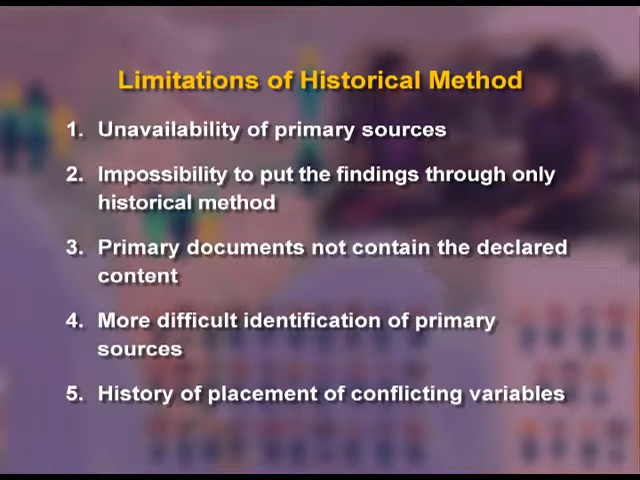 Limitations of Historical Method
1. Unavailability of primary sources
2. Impossibility to put the findings through only
historical method
3. Primary documents not contain the declared
content
4. More difficult identification of primary
sources
5. History of placement of conflicting variables